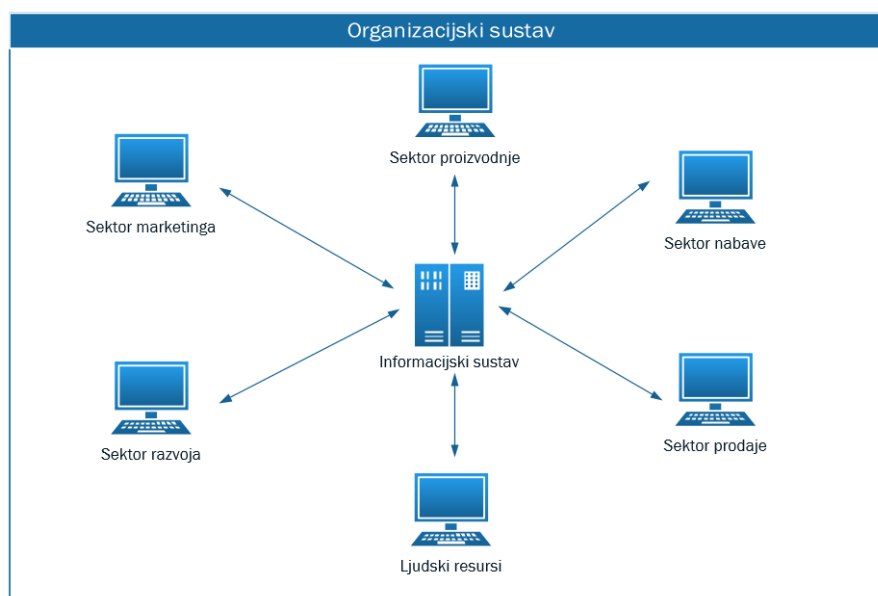 Organizacijski sustav
Sektor proizvodnje
Sektor marketinga
Sektor nabave
Informacijski sustav
Sektor razvoja
Sektor prodaje
Ljudski resursi